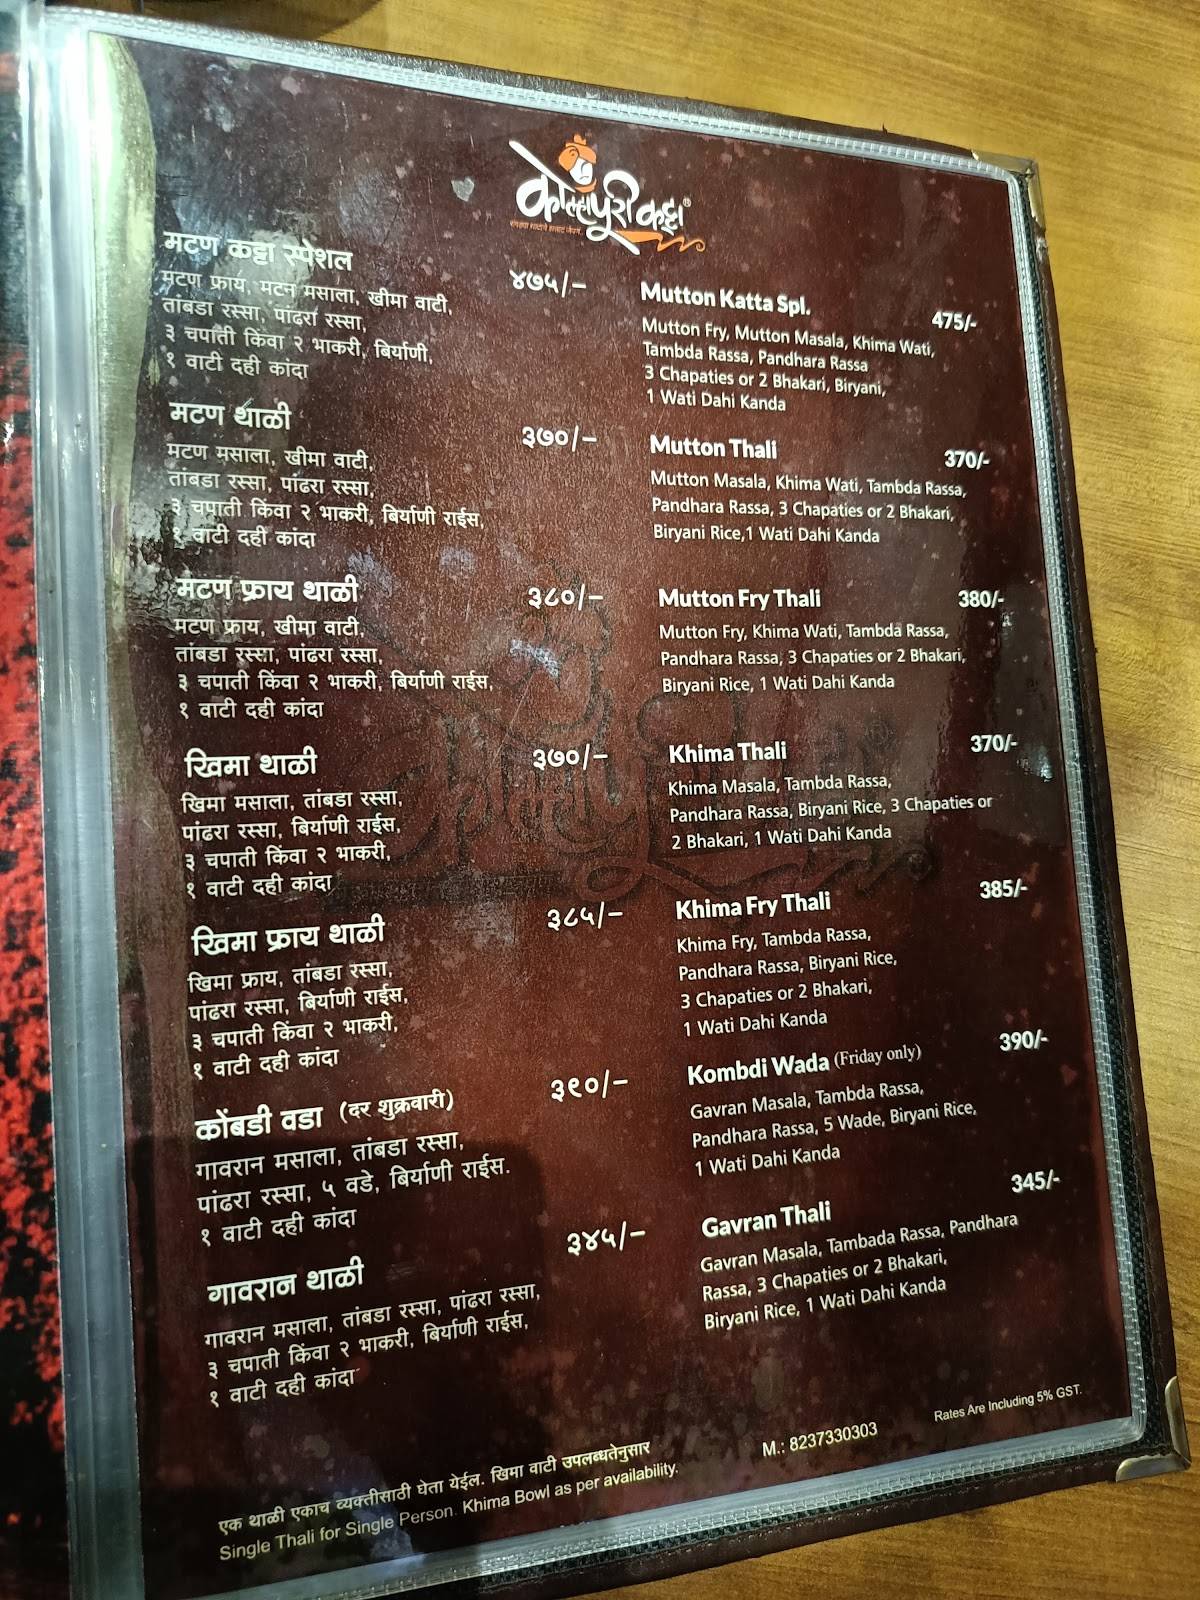 कोल्हापुरी कट्टा®
मटण कट्टा स्पेशल
४७५/-
मटण फ्राय, मटन मसाला, खीमा वाटी,
तांबडा रस्सा, पांढरा रस्सा,
३ चपाती किंवा २ भाकरी, बिर्याणी,
१ वाटी दही कांदा
मटण थाळी
३७०/-
मटण मसाला, खीमा वाटी,
तांबडा रस्सा, पांढरा रस्सा,
३ चपाती किंवा २ भाकरी, बिर्याणी राईस,
१ वाटी दही कांदा
मटण फ्राय थाळी
३८०/-
मटण फ्राय, खीमा वाटी,
तांबडा रस्सा, पांढरा रस्सा,
३ चपाती किंवा २ भाकरी, बिर्याणी राईस,
१ वाटी दही कांदा
खिमा थाळी
३७०/-
खिमा मसाला, तांबडा रस्सा,
पांढरा रस्सा, बिर्याणी राईस,
३ चपाती किंवा २ भाकरी,
१ वाटी दही कांदा
खिमा फ्राय थाळी
३८५/-
खिमा फ्राय, तांबडा रस्सा,
पांढरा रस्सा, बिर्याणी राईस,
३ चपाती किंवा २ भाकरी,
१ वाटी दही कांदा
कोंबडी वडा (दर शुक्रवारी)
३९०/-
गावरान मसाला, तांबडा रस्सा,
पांढरा रस्सा, ५ वडे, बिर्याणी राईस.
१ वाटी दही कांदा
गावरान थाळी
३४५/-
गावरान मसाला, तांबडा रस्सा, पांढरा रस्सा,
३ चपाती किंवा २ भाकरी, बिर्याणी राईस,
१ वाटी दही कांदा
Mutton Katta Spl.
475/-
Mutton Fry, Mutton Masala, Khima Wati,
Tambda Rassa, Pandhara Rassa
3 Chapaties or 2 Bhakari, Biryani,
1 Wati Dahi Kanda
Mutton Thali
370/-
Mutton Masala, Khima Wati, Tambda Rassa,
Pandhara Rassa, 3 Chapaties or 2 Bhakari,
Biryani Rice,1 Wati Dahi Kanda
Mutton Fry Thali
380/-
Mutton Fry, Khima Wati, Tambda Rassa,
Pandhara Rassa, 3 Chapaties or 2 Bhakari,
Biryani Rice, 1 Wati Dahi Kanda
Khima Thali
370/-
Khima Masala, Tambda Rassa,
Pandhara Rassa, Biryani Rice, 3 Chapaties or
2 Bhakari, 1 Wati Dahi Kanda
Khima Fry Thali
385/-
Khima Fry, Tambda Rassa,
Pandhara Rassa, Biryani Rice,
3 Chapaties or 2 Bhakari,
1 Wati Dahi Kanda
Kombdi Wada (Friday only)
390/-
Gavran Masala, Tambda Rassa,
Pandhara Rassa, 5 Wade, Biryani Rice,
1 Wati Dahi Kanda
Gavran Thali
345/-
Gavran Masala, Tambada Rassa, Pandhara
Rassa, 3 Chapaties or 2 Bhakari,
Biryani Rice, 1 Wati Dahi Kanda
एक थाळी एकाच व्यक्तीसाठी घेता येईल. खिमा वाटी उपलब्धतेनुसार
Single Thali for Single Person. Khima Bowl as per availability.
M.: 8237330303
Rates Are Including 5% GST.